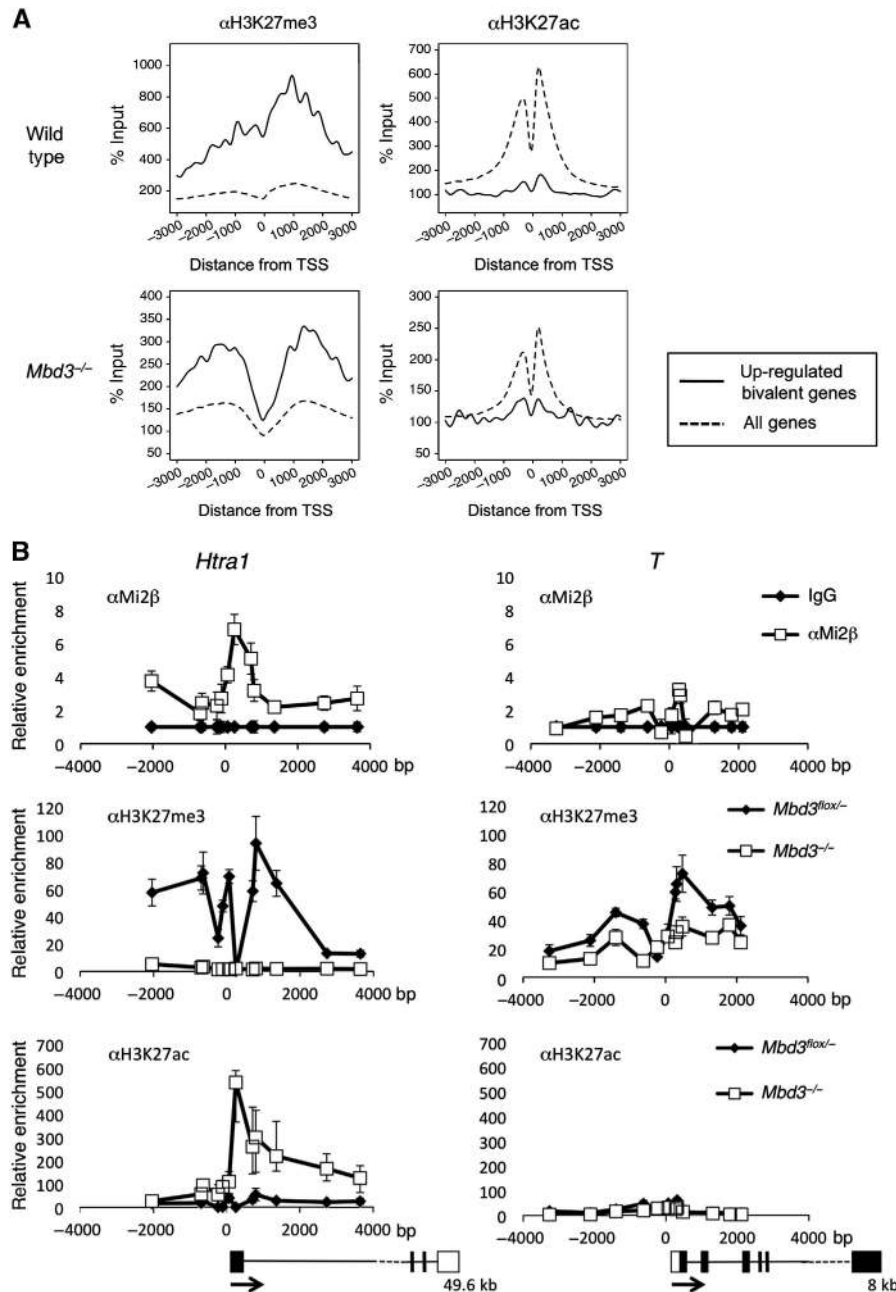 A
αH3K27me3
αH3K27ac
Wild type
% Input
1000
800
600
400
200
–3000
–2000
–1000
0
1000
2000
3000
Distance from TSS
% Input
700
600
500
400
300
200
100
–3000
–2000
–1000
0
1000
2000
3000
Distance from TSS
Mbd3–/–
% Input
400
350
300
250
200
150
100
50
–3000
–2000
–1000
0
1000
2000
3000
Distance from TSS
% Input
300
250
200
150
100
50
–3000
–2000
–1000
0
1000
2000
3000
Distance from TSS
Up-regulated
bivalent genes
All genes
B
Htra1
αMi2β
Relative enrichment
10
8
6
4
2
0
–4000
–2000
0
2000
4000
bp
T
αMi2β
IgG
αMi2β
10
8
6
4
2
0
–4000
–2000
0
2000
4000
bp
αH3K27me3
Relative enrichment
120
100
80
60
40
20
0
–4000
–2000
0
2000
4000 bp
αH3K27me3
Mbd3flox/–
Mbd3–/–
120
100
80
60
40
20
0
–4000
–2000
0
2000
4000
bp
αH3K27ac
Relative enrichment
700
600
500
400
300
200
100
0
–4000
–2000
0
2000
4000 bp
49.6 kb
αH3K27ac
Mbd3flox/–
Mbd3–/–
700
600
500
400
300
200
100
0
–4000
–2000
0
2000
4000
bp
8 kb